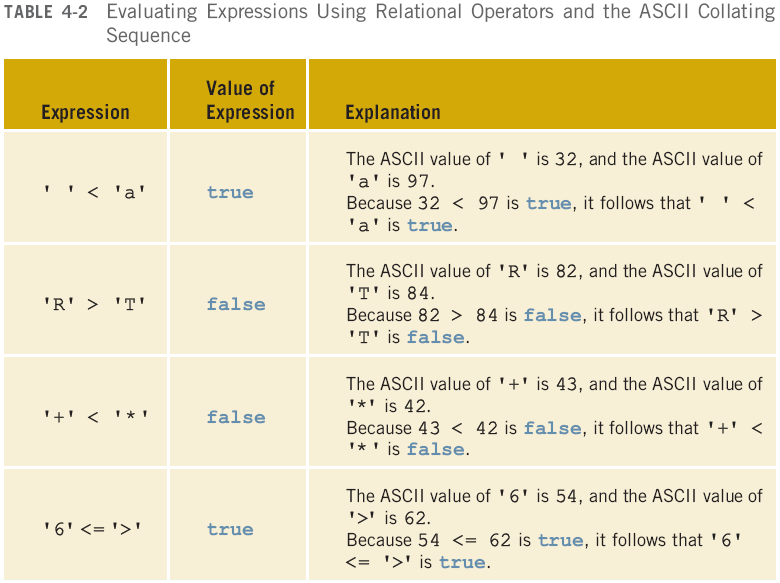 TABLE 4-2 Evaluating Expressions Using Relational Operators and the ASCII Collating
Sequence
Expression
Value of
Expression
Explanation
' ' < 'a'
true
The ASCII value of ' ' is 32, and the ASCII value of
'a' is 97.
Because 32 < 97 is true, it follows that ' ' <
'a' is true.
'R' > 'T'
false
The ASCII value of 'R' is 82, and the ASCII value of
'T' is 84.
Because 82 > 84 is false, it follows that 'R' >
'T' is false.
'+' < '*'
false
The ASCII value of '+' is 43, and the ASCII value of
'*' is 42.
Because 43 < 42 is false, it follows that '+' <
'*' is false.
'6' <= '>'
true
The ASCII value of '6' is 54, and the ASCII value of
'>' is 62.
Because 54 <= 62 is true, it follows that '6'
<= '>' is true.